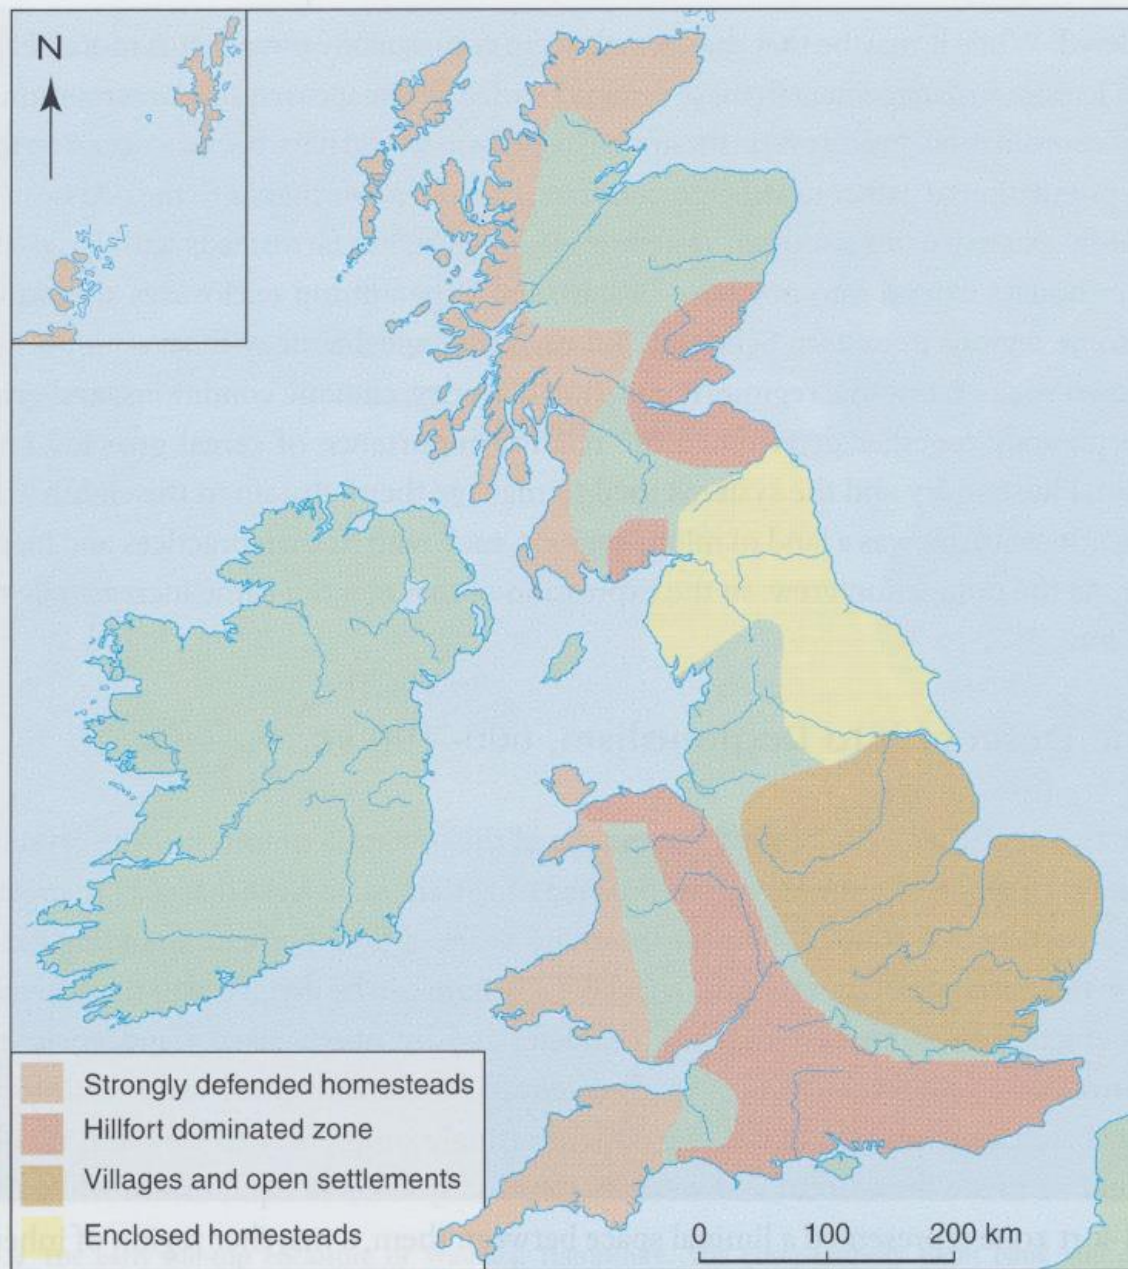 N
Strongly defended homesteads
Hillfort dominated zone
Villages and open settlements
Enclosed homesteads
0 100 200 km